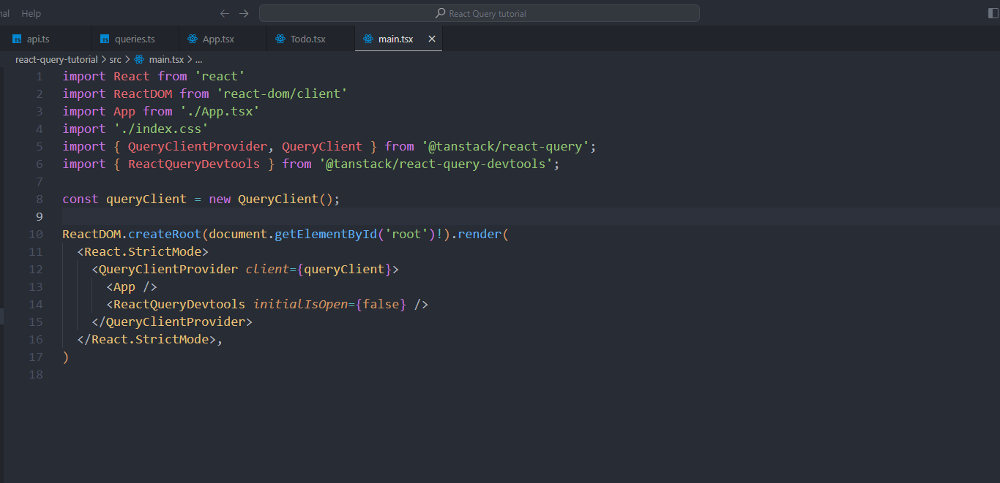 Help
React Query tutorial
api.ts
queries.ts
App.tsx
Todo.tsx
main.tsx
react-query-tutorial > src > main.tsx > ...
1 import React from 'react'
2 import ReactDOM from 'react-dom/client'
3 import App from './App.tsx'
4 import './index.css'
5 import { QueryClientProvider, QueryClient } from '@tanstack/react-query';
6 import { ReactQueryDevtools } from '@tanstack/react-query-devtools';
7
8 const queryClient = new QueryClient();
9
10 ReactDOM.createRoot(document.getElementById('root')!).render(
11   <React.StrictMode>
12     <QueryClientProvider client={queryClient}>
13       <App />
14       <ReactQueryDevtools initialIsOpen={false} />
15     </QueryClientProvider>
16   </React.StrictMode>,
17 )
18